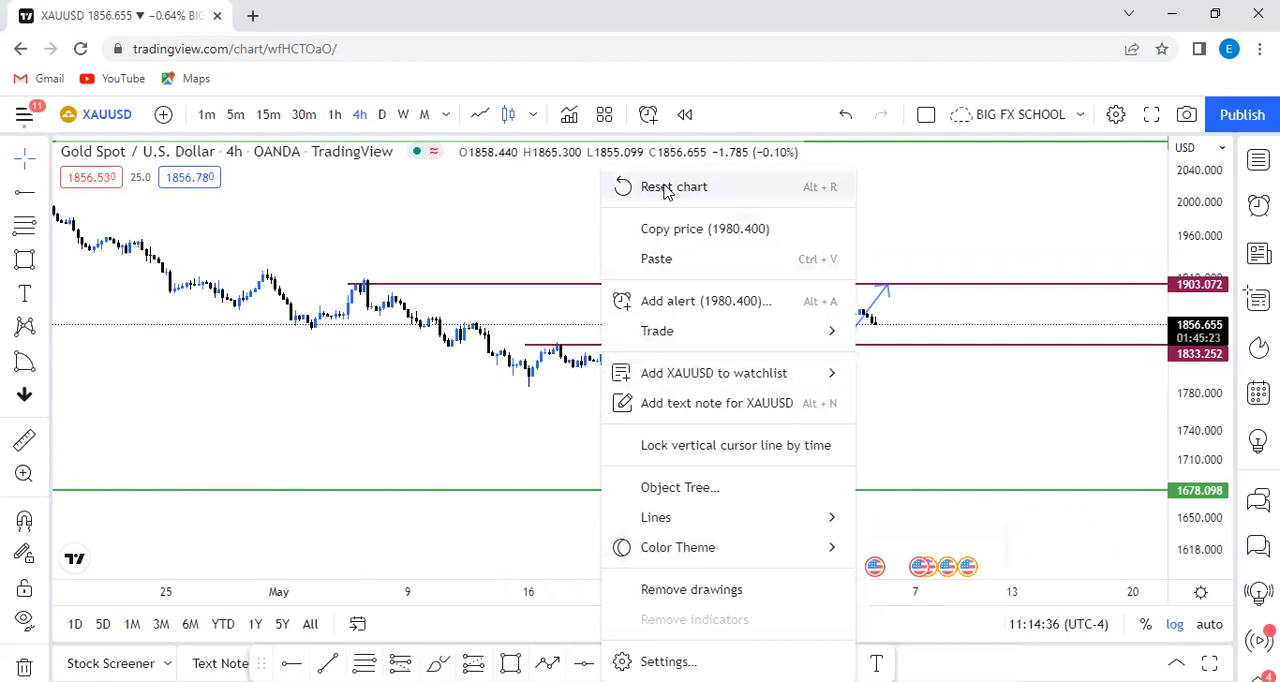 XAUUSD 1856.655 ▼ −0.64% BIG
tradingview.com/chart/wfHCTOaO/
E
Gmail
YouTube
Maps
11
XAUUSD
1m 5m 15m 30m 1h 4h D W M
BIG FX SCHOOL
Publish
Gold Spot / U.S. Dollar · 4h · OANDA · TradingView
O1858.440 H1865.300 L1855.099 C1856.655 −1.785 (−0.10%)
USD
1856.530
25.0
1856.780
2040.000
2000.000
1960.000
1903.072
1856.655
01:45:23
1833.252
1780.000
1740.000
1710.000
1678.098
1650.000
1618.000
Reset chart Alt + R
Copy price (1980.400)
Paste Ctrl + V
Add alert (1980.400)... Alt + A
Trade
Add XAUUSD to watchlist
Add text note for XAUUSD Alt + N
Lock vertical cursor line by time
Object Tree...
Lines
Color Theme
Remove drawings
Remove indicators
Settings...
25 May 9 16 7 13 20
1D 5D 1M 3M 6M YTD 1Y 5Y All
11:14:36 (UTC-4)
% log auto
Stock Screener
Text Note
4